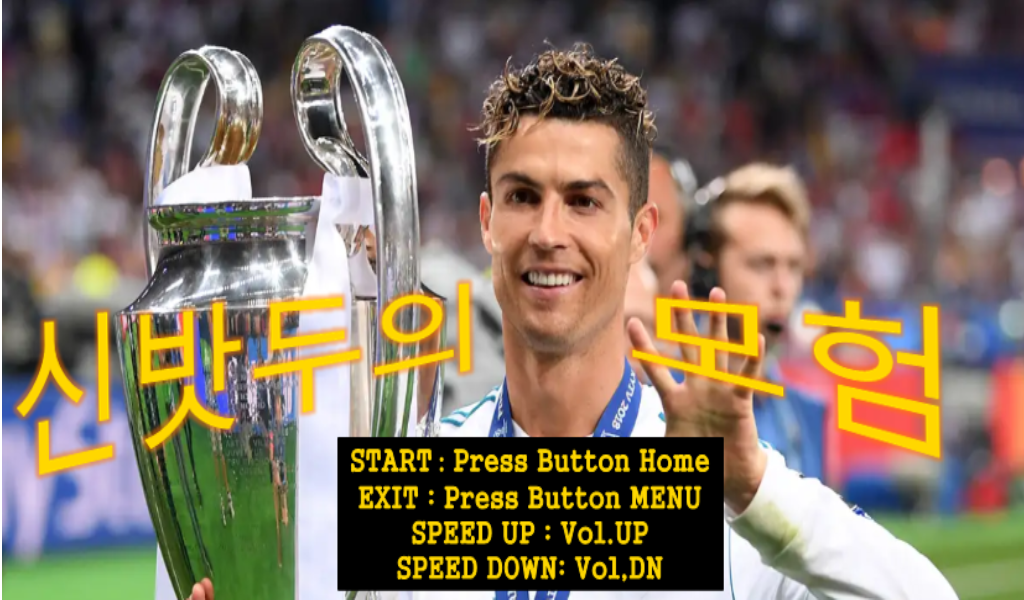 신밧두의 모험
START : Press Button Home
EXIT : Press Button MENU
SPEED UP : Vol.UP
SPEED DOWN: Vol,DN
2018